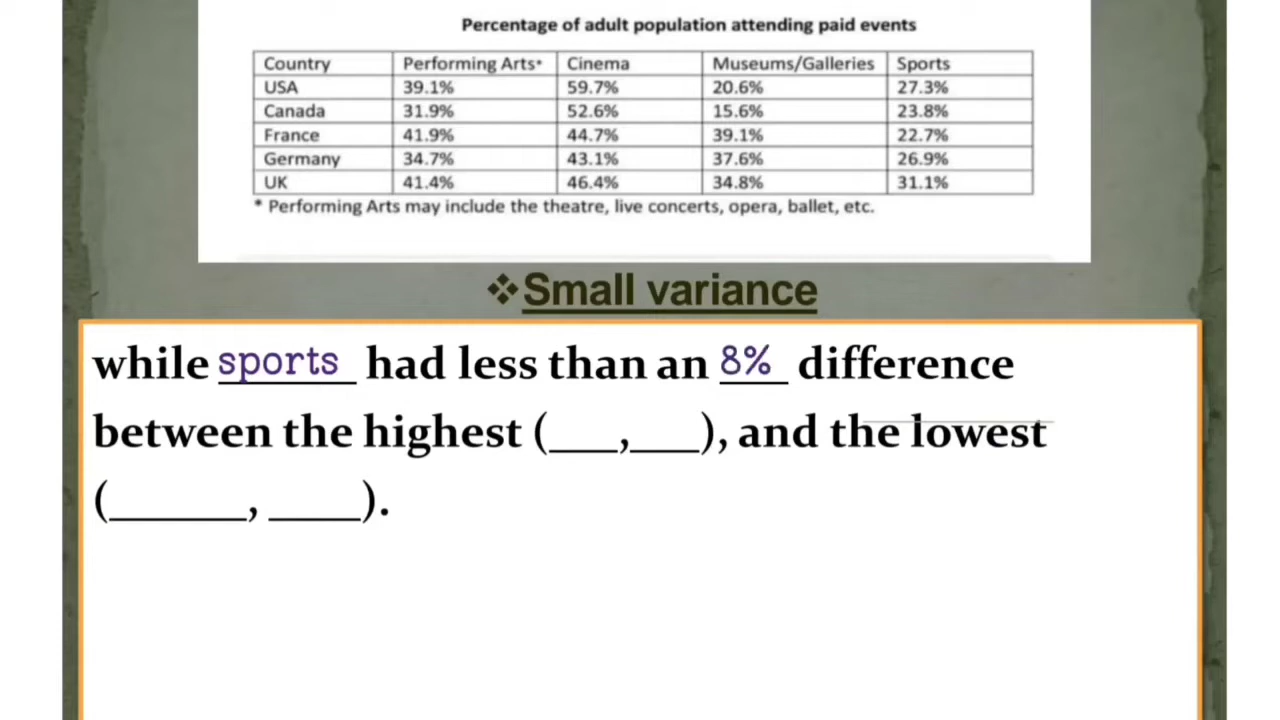 Percentage of adult population attending paid events
Country Performing Arts* Cinema Museums/Galleries Sports
USA 39.1% 59.7% 20.6% 27.3%
Canada 31.9% 52.6% 15.6% 23.8%
France 41.9% 44.7% 39.1% 22.7%
Germany 34.7% 43.1% 37.6% 26.9%
UK 41.4% 46.4% 34.8% 31.1%
* Performing Arts may include the theatre, live concerts, opera, ballet, etc.
❖Small variance
while sports had less than an 8% difference
between the highest (___,___), and the lowest
(______, ____).